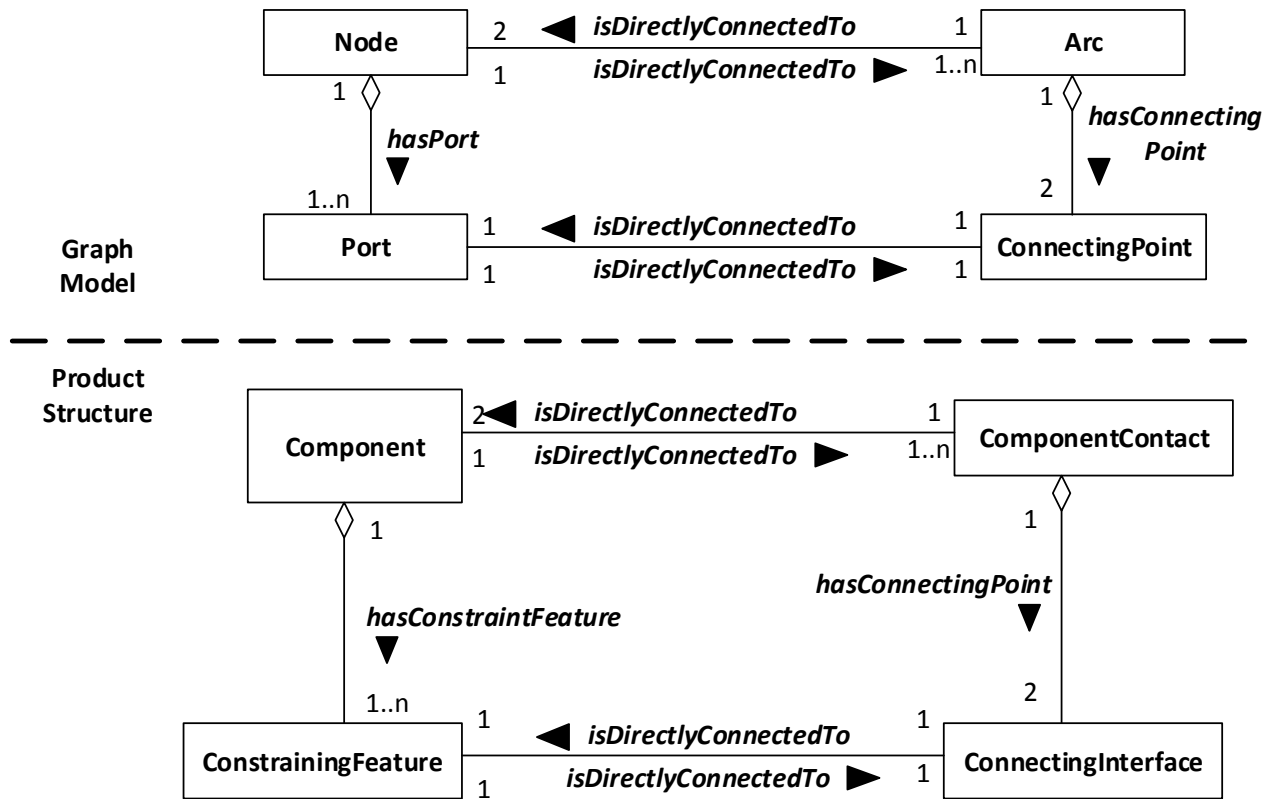 Node
2
isDirectlyConnectedTo
1
Arc
1
isDirectlyConnectedTo
1..n
1
hasPort
1..n
1
hasConnecting
Point
2
Graph
Model
Port
1
isDirectlyConnectedTo
1
ConnectingPoint
1
isDirectlyConnectedTo
1
Product
Structure
Component
2
isDirectlyConnectedTo
1
ComponentContact
1
isDirectlyConnectedTo
1..n
1
hasConstraintFeature
1..n
1
hasConnectingPoint
2
ConstrainingFeature
1
isDirectlyConnectedTo
1
ConnectingInterface
1
isDirectlyConnectedTo
1